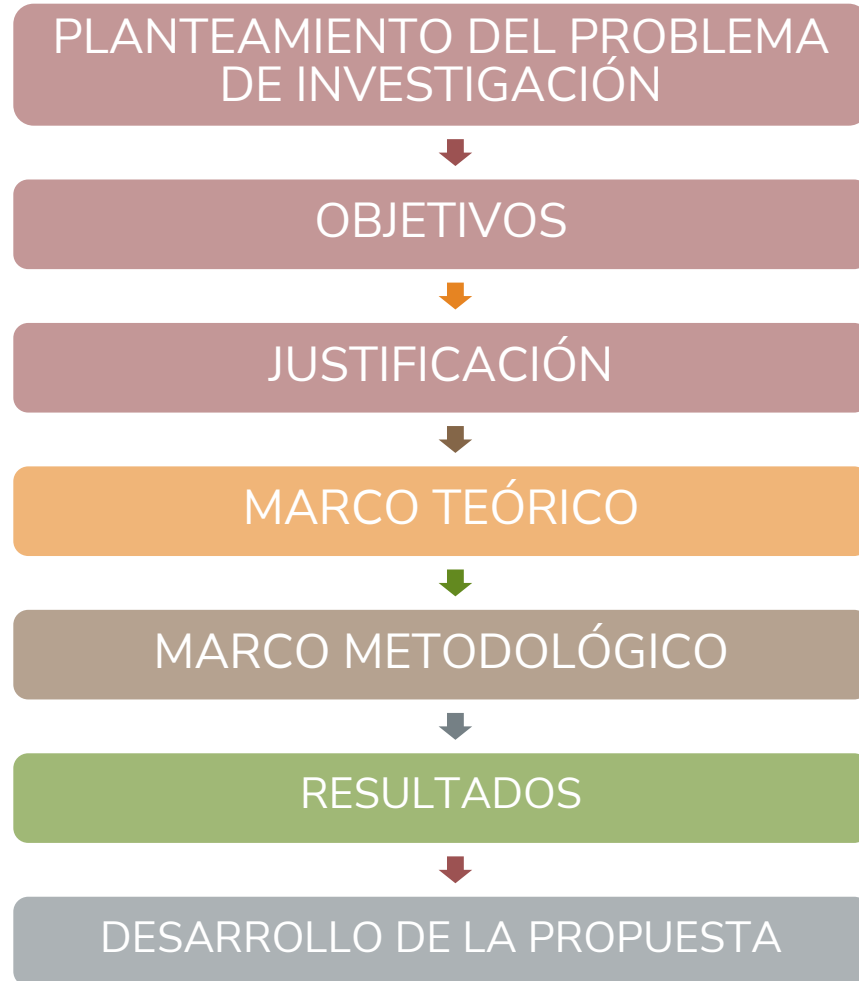 PLANTEAMIENTO DEL PROBLEMA
DE INVESTIGACIÓN
OBJETIVOS
JUSTIFICACIÓN
MARCO TEÓRICO
MARCO METODOLÓGICO
RESULTADOS
DESARROLLO DE LA PROPUESTA